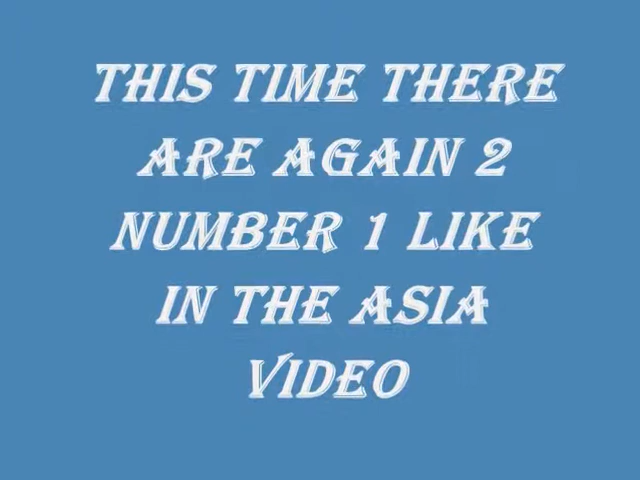 THIS TIME THERE
ARE AGAIN 2
NUMBER 1 LIKE
IN THE ASIA
VIDEO